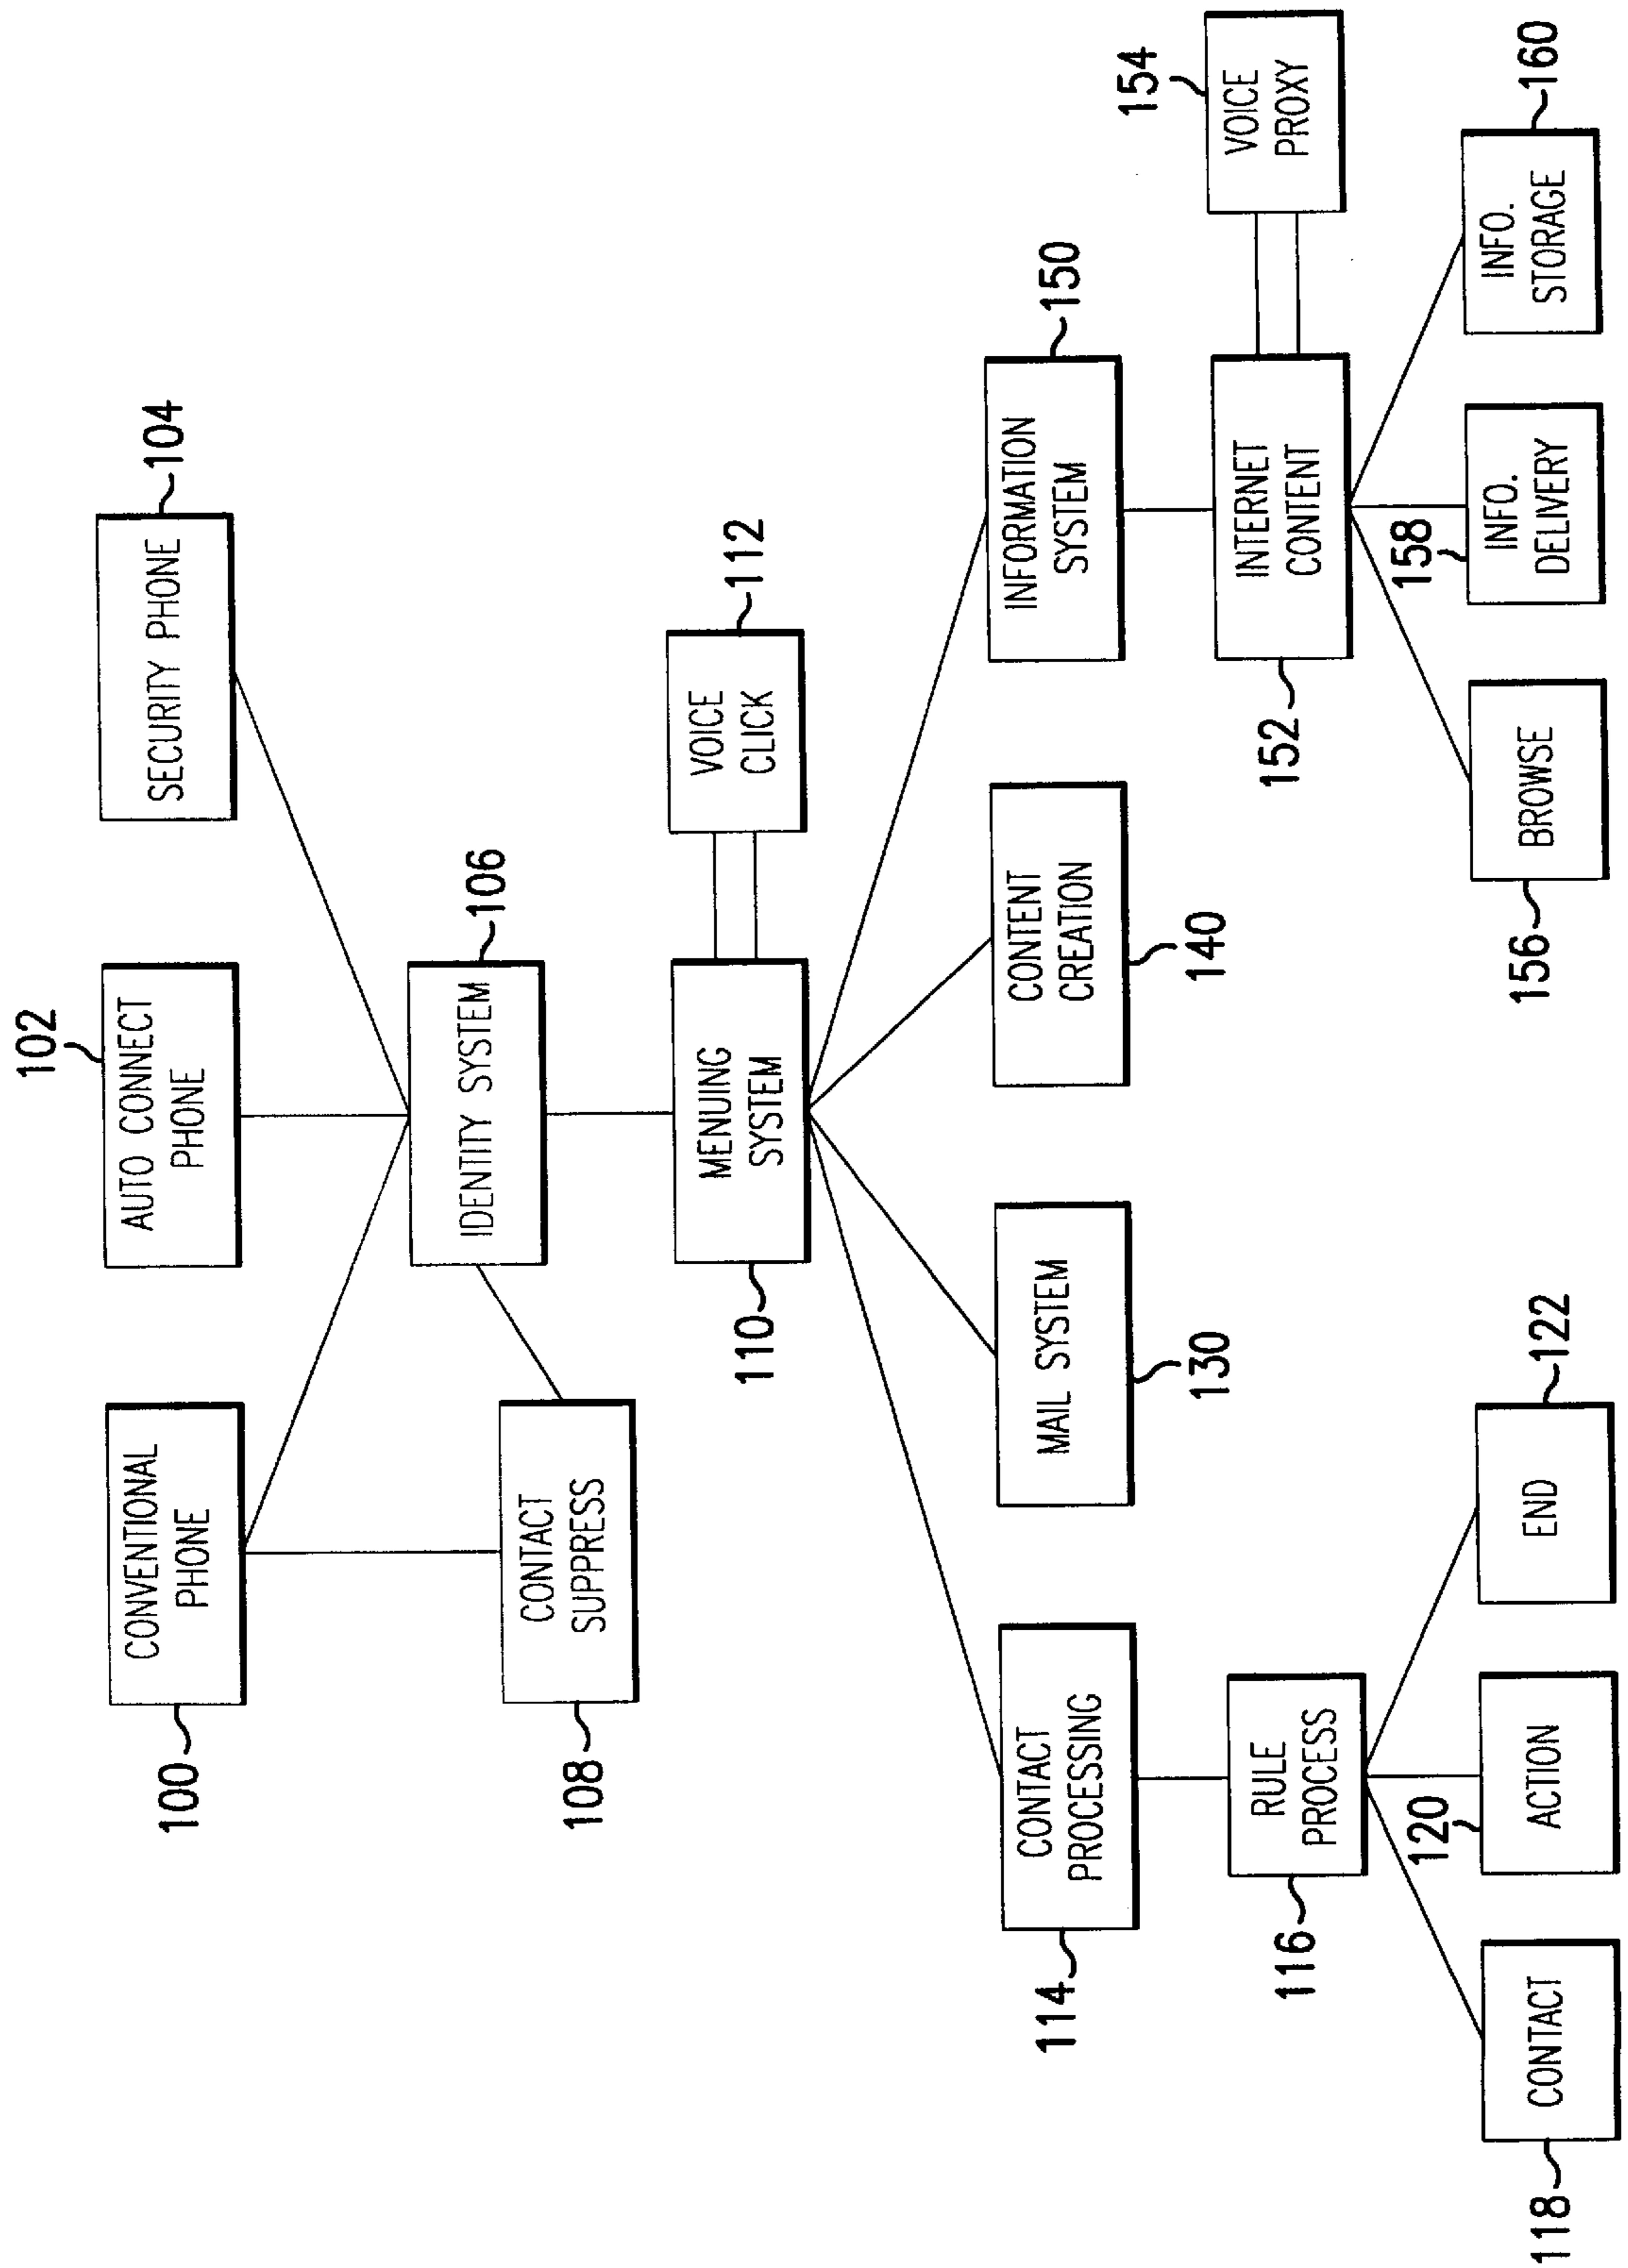 CONVENTIONAL
PHONE
100
AUTO CONNECT
PHONE
102
SECURITY PHONE
104
IDENTITY SYSTEM
106
CONTACT
SUPPRESS
108
MENUING
SYSTEM
110
VOICE
CLICK
112
CONTACT
PROCESSING
114
MAIL SYSTEM
130
CONTENT
CREATION
140
INFORMATION
SYSTEM
150
RULE
PROCESS
116
INTERNET
CONTENT
152
VOICE
PROXY
154
CONTACT
118
ACTION
120
END
122
BROWSE
156
INFO.
DELIVERY
158
INFO.
STORAGE
160